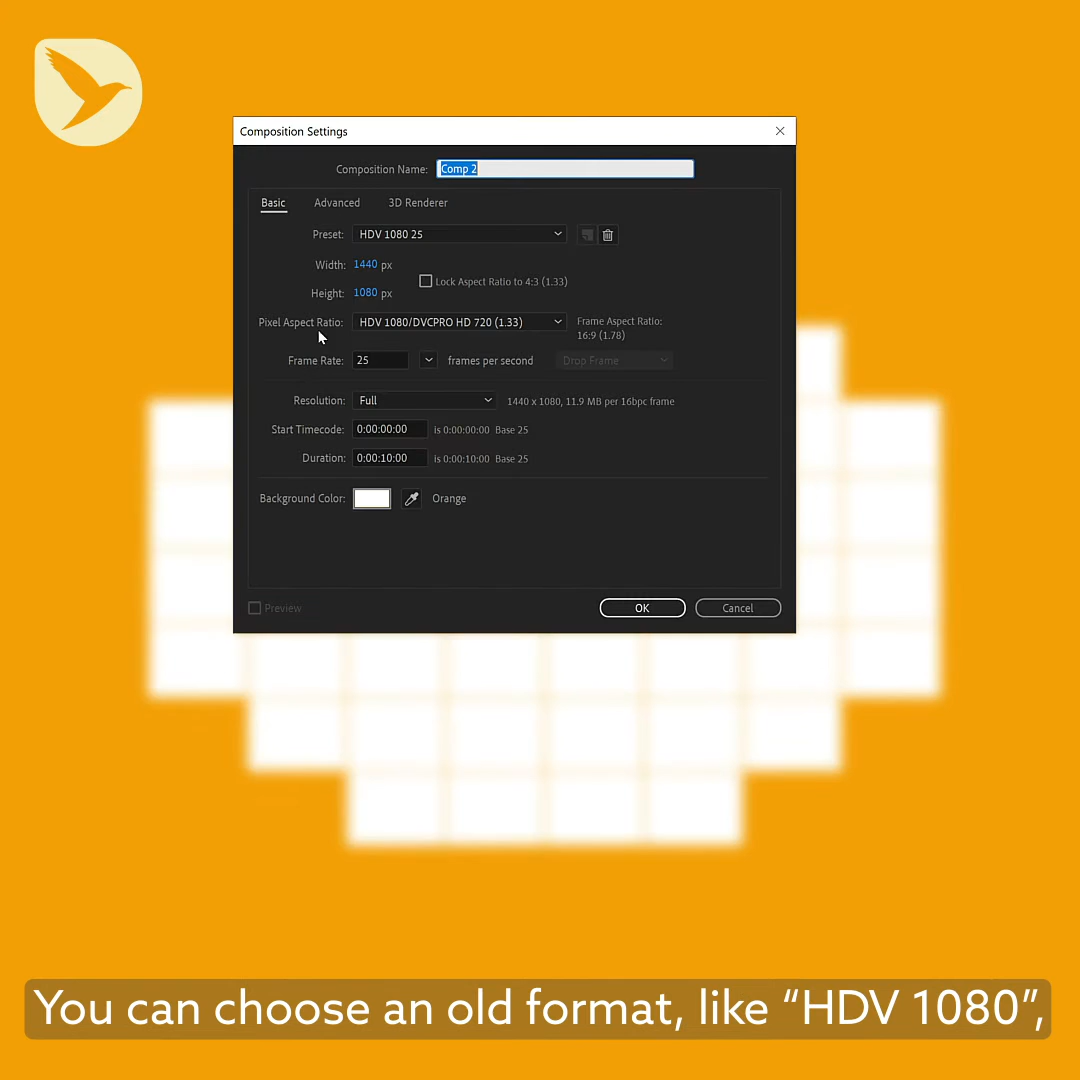 Composition Settings
Composition Name: Comp 2
Basic Advanced 3D Renderer
Preset: HDV 1080 25
Width: 1440 px
Lock Aspect Ratio to 4:3 (1.33)
Height: 1080 px
Pixel Aspect Ratio: HDV 1080/DVCPRO HD 720 (1.33) Frame Aspect Ratio:
16:9 (1.78)
Frame Rate: 25 frames per second Drop Frame
Resolution: Full 1440 x 1080, 11.9 MB per 16bpc frame
Start Timecode: 0:00:00:00 is 0:00:00:00 Base 25
Duration: 0:00:10:00 is 0:00:10:00 Base 25
Background Color: Orange
Preview OK Cancel
You can choose an old format, like “HDV 1080”,